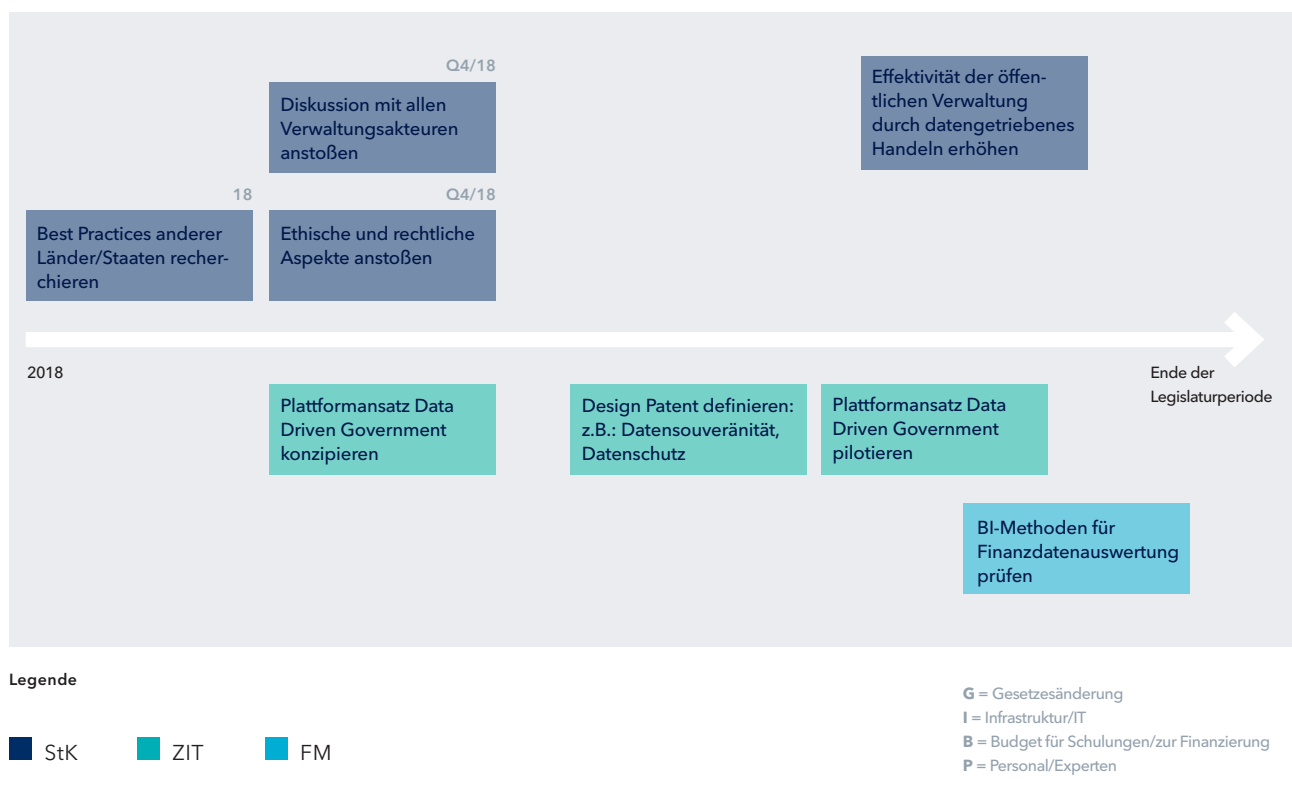 Q4/18
Diskussion mit allen
Verwaltungsakteuren
anstoßen
Effektivität der öffen-
tlichen Verwaltung
durch datengetriebenes
Handeln erhöhen
18
Best Practices anderer
Länder/Staaten recher-
chieren
Q4/18
Ethische und rechtliche
Aspekte anstoßen
2018
Ende der
Legislaturperiode
Plattformansatz Data
Driven Government
konzipieren
Design Patent definieren:
z.B.: Datensouveränität,
Datenschutz
Plattformansatz Data
Driven Government
pilotieren
BI-Methoden für
Finanzdatenauswertung
prüfen
Legende
StK
ZIT
FM
G = Gesetzesänderung
I = Infrastruktur/IT
B = Budget für Schulungen/zur Finanzierung
P = Personal/Experten